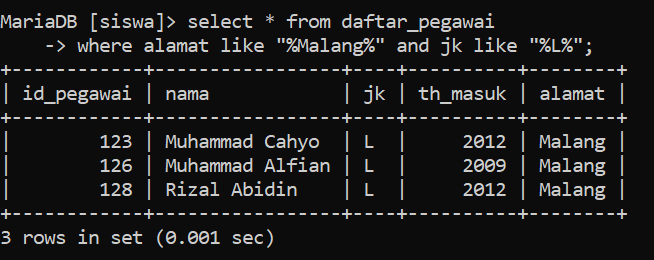 MariaDB [siswa]> select * from daftar_pegawai
    -> where alamat like "%Malang%" and jk like "%L%";
+------------+-----------------+----+----------+--------+
| id_pegawai | nama            | jk | th_masuk | alamat |
+------------+-----------------+----+----------+--------+
|        123 | Muhammad Cahyo  | L  |     2012 | Malang |
|        126 | Muhammad Alfian | L  |     2009 | Malang |
|        128 | Rizal Abidin    | L  |     2012 | Malang |
+------------+-----------------+----+----------+--------+
3 rows in set (0.001 sec)